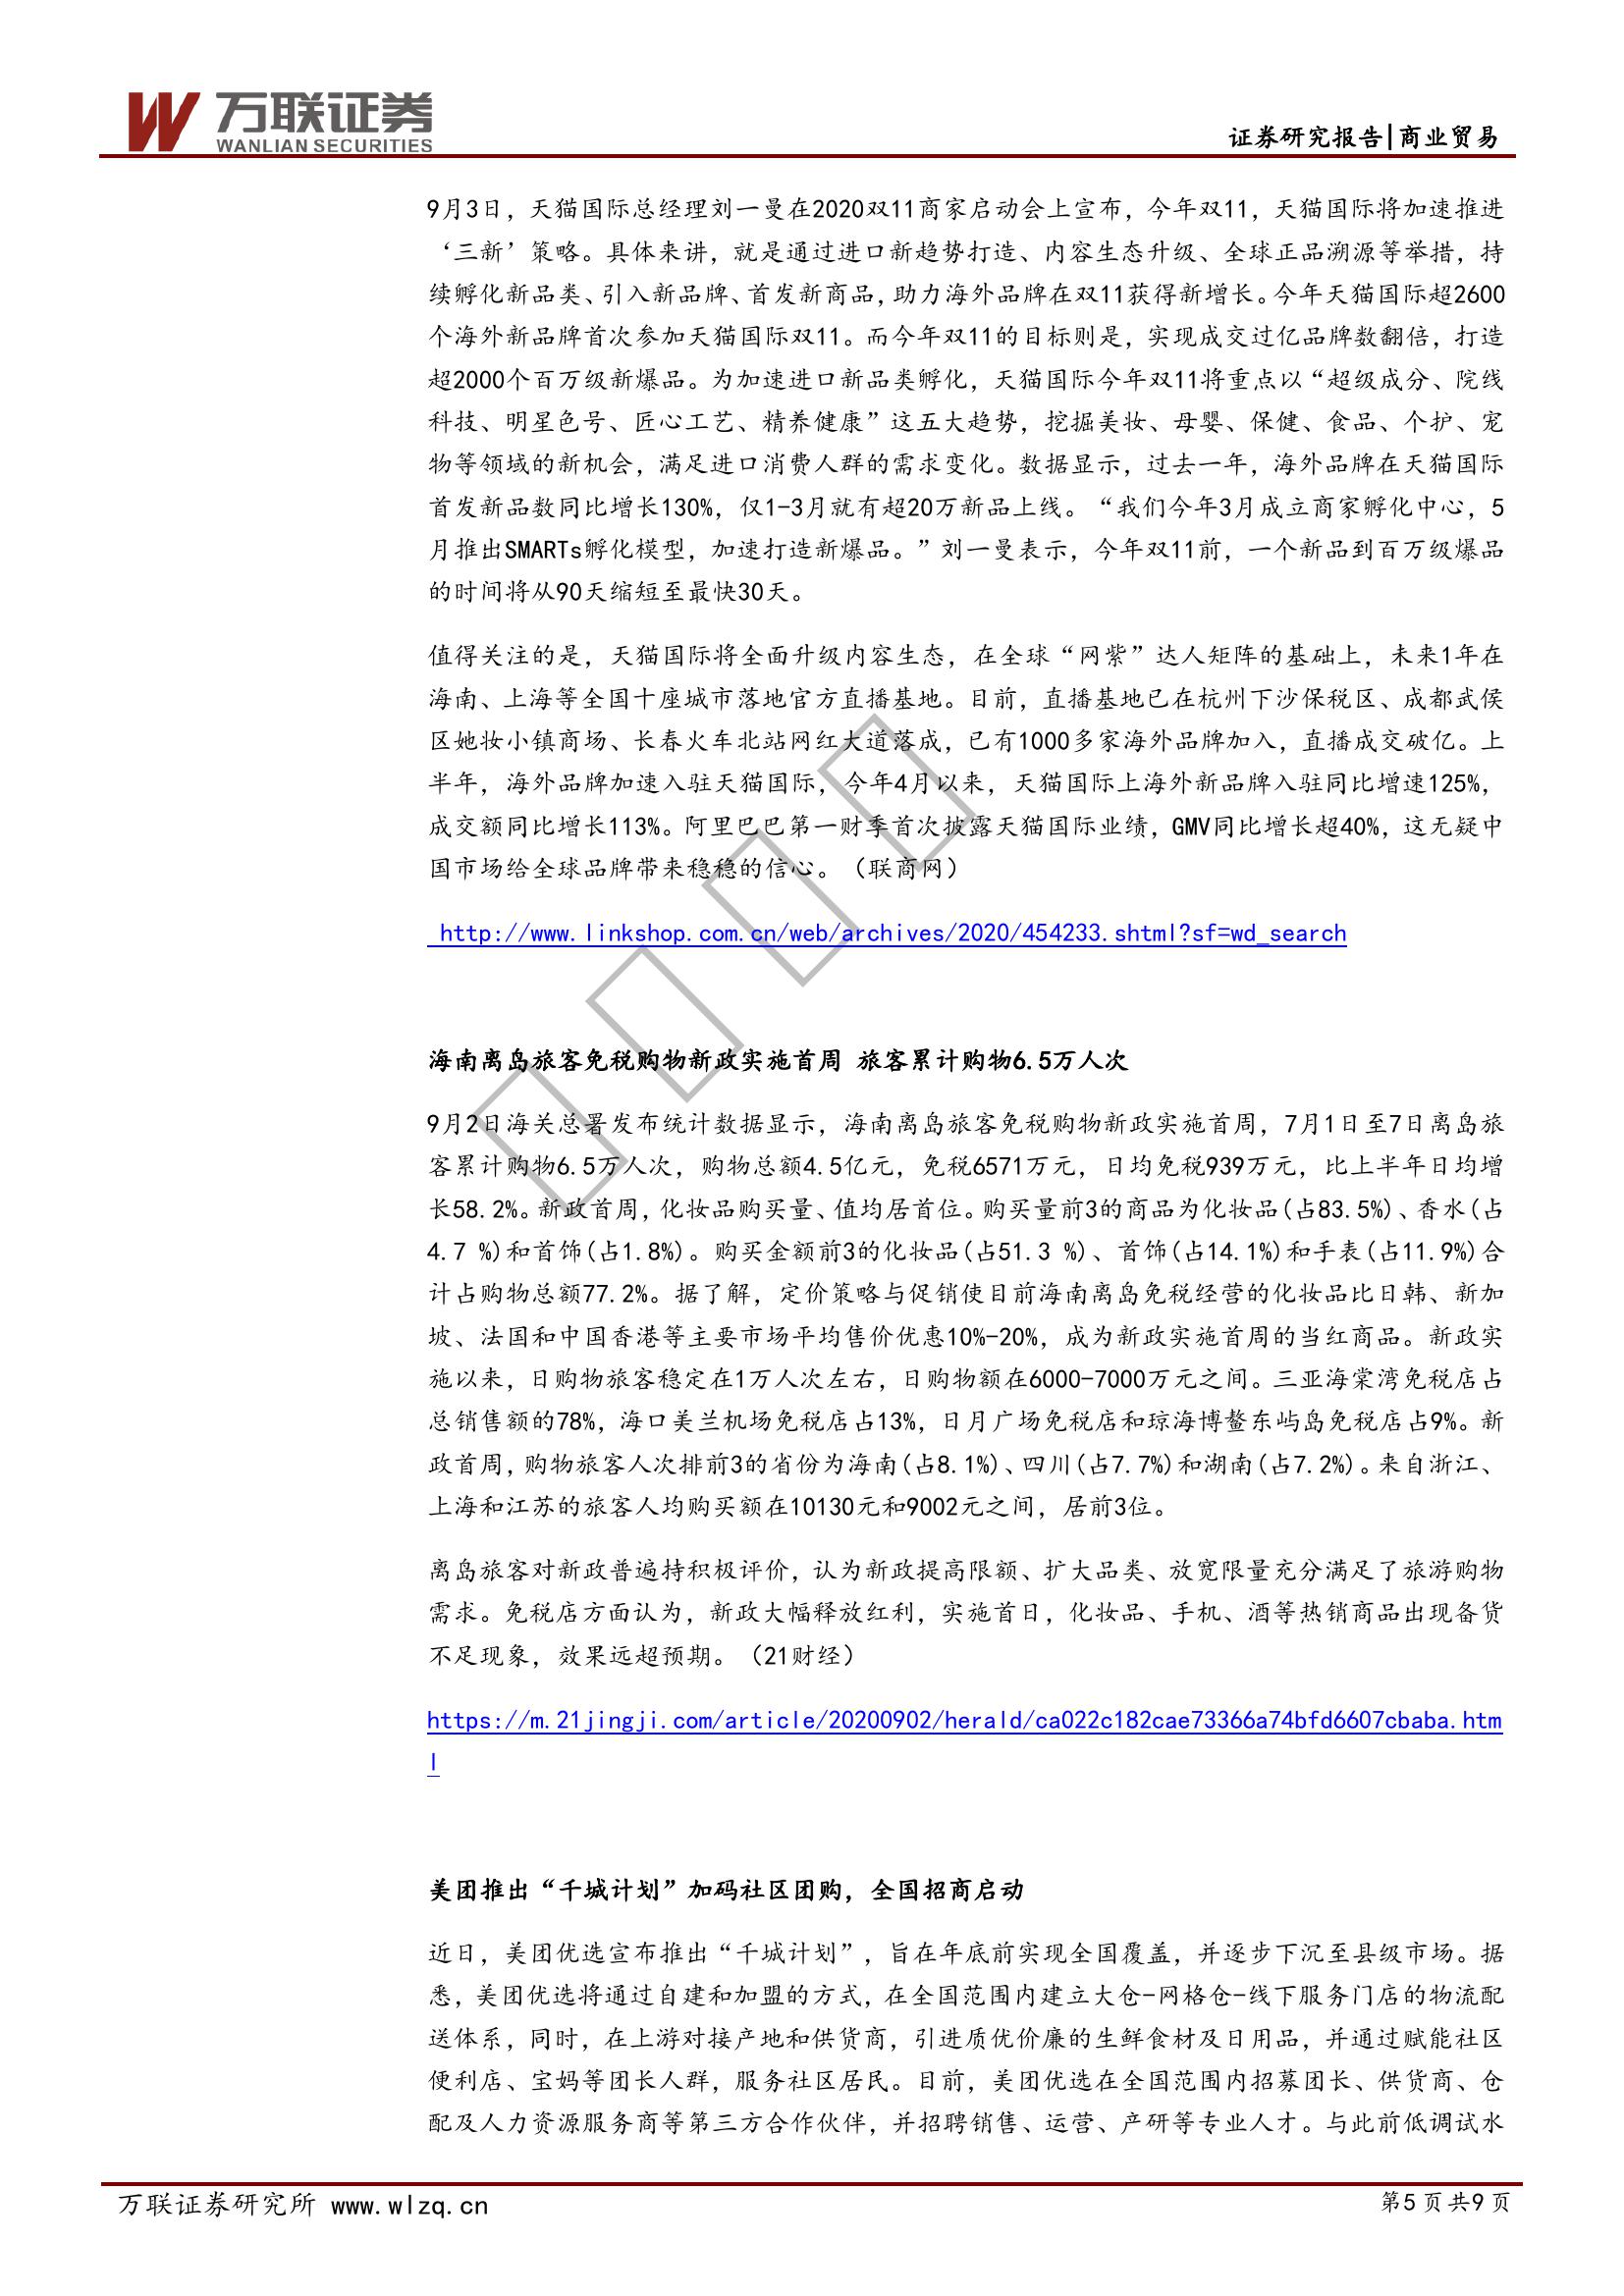 万联证券
WANLIAN SECURITIES
证券研究报告|商业贸易
9月3日，天猫国际总经理刘一曼在2020双11商家启动会上宣布，今年双11，天猫国际将加速推进
‘三新’策略。具体来讲，就是通过进口新趋势打造、内容生态升级、全球正品溯源等举措，持
续孵化新品类、引入新品牌、首发新商品，助力海外品牌在双11获得新增长。今年天猫国际超2600
个海外新品牌首次参加天猫国际双11。而今年双11的目标则是，实现成交过亿品牌数翻倍，打造
超2000个百万级新爆品。为加速进口新品类孵化，天猫国际今年双11将重点以“超级成分、院线
科技、明星色号、匠心工艺、精养健康”这五大趋势，挖掘美妆、母婴、保健、食品、个护、宠
物等领域的新机会，满足进口消费人群的需求变化。数据显示，过去一年，海外品牌在天猫国际
首发新品数同比增长130%，仅1-3月就有超20万新品上线。“我们今年3月成立商家孵化中心，5
月推出SMARTs孵化模型，加速打造新爆品。”刘一曼表示，今年双11前，一个新品到百万级爆品
的时间将从90天缩短至最快30天。
值得关注的是，天猫国际将全面升级内容生态，在全球“网紫”达人矩阵的基础上，未来1年在
海南、上海等全国十座城市落地官方直播基地。目前，直播基地已在杭州下沙保税区、成都武侯
区她妆小镇商场、长春火车北站网红大道落成，已有1000多家海外品牌加入，直播成交破亿。上
半年，海外品牌加速入驻天猫国际，今年4月以来，天猫国际上海外新品牌入驻同比增速125%，
成交额同比增长113%。阿里巴巴第一财季首次披露天猫国际业绩，GMV同比增长超40%，这无疑中
国市场给全球品牌带来稳稳的信心。（联商网）
http://www.linkshop.com.cn/web/archives/2020/454233.shtml?sf=wd_search
海南离岛旅客免税购物新政实施首周 旅客累计购物6.5万人次
9月2日海关总署发布统计数据显示，海南离岛旅客免税购物新政实施首周，7月1日至7日离岛旅
客累计购物6.5万人次，购物总额4.5亿元，免税6571万元，日均免税939万元，比上半年日均增
长58.2%。新政首周，化妆品购买量、值均居首位。购买量前3的商品为化妆品(占83.5%)、香水(占
4.7 %)和首饰(占1.8%)。购买金额前3的化妆品(占51.3 %)、首饰(占14.1%)和手表(占11.9%)合
计占购物总额77.2%。据了解，定价策略与促销使目前海南离岛免税经营的化妆品比日韩、新加
坡、法国和中国香港等主要市场平均售价优惠10%-20%，成为新政实施首周的当红商品。新政实
施以来，日购物旅客稳定在1万人次左右，日购物额在6000-7000万元之间。三亚海棠湾免税店占
总销售额的78%，海口美兰机场免税店占13%，日月广场免税店和琼海博鳌东屿岛免税店占9%。新
政首周，购物旅客人次排前3的省份为海南(占8.1%)、四川(占7.7%)和湖南(占7.2%)。来自浙江、
上海和江苏的旅客人均购买额在10130元和9002元之间，居前3位。
离岛旅客对新政普遍持积极评价，认为新政提高限额、扩大品类、放宽限量充分满足了旅游购物
需求。免税店方面认为，新政大幅释放红利，实施首日，化妆品、手机、酒等热销商品出现备货
不足现象，效果远超预期。（21财经）
https://m.21jingji.com/article/20200902/herald/ca022c182cae73366a74bfd6607cbaba.htm
l
美团推出“千城计划”加码社区团购，全国招商启动
近日，美团优选宣布推出“千城计划”，旨在年底前实现全国覆盖，并逐步下沉至县级市场。据
悉，美团优选将通过自建和加盟的方式，在全国范围内建立大仓-网格仓-线下服务门店的物流配
送体系，同时，在上游对接产地和供货商，引进质优价廉的生鲜食材及日用品，并通过赋能社区
便利店、宝妈等团长人群，服务社区居民。目前，美团优选在全国范围内招募团长、供货商、仓
配及人力资源服务商等第三方合作伙伴，并招聘销售、运营、产研等专业人才。与此前低调试水
万联证券研究所 www.wlzq.cn
第5页共9页